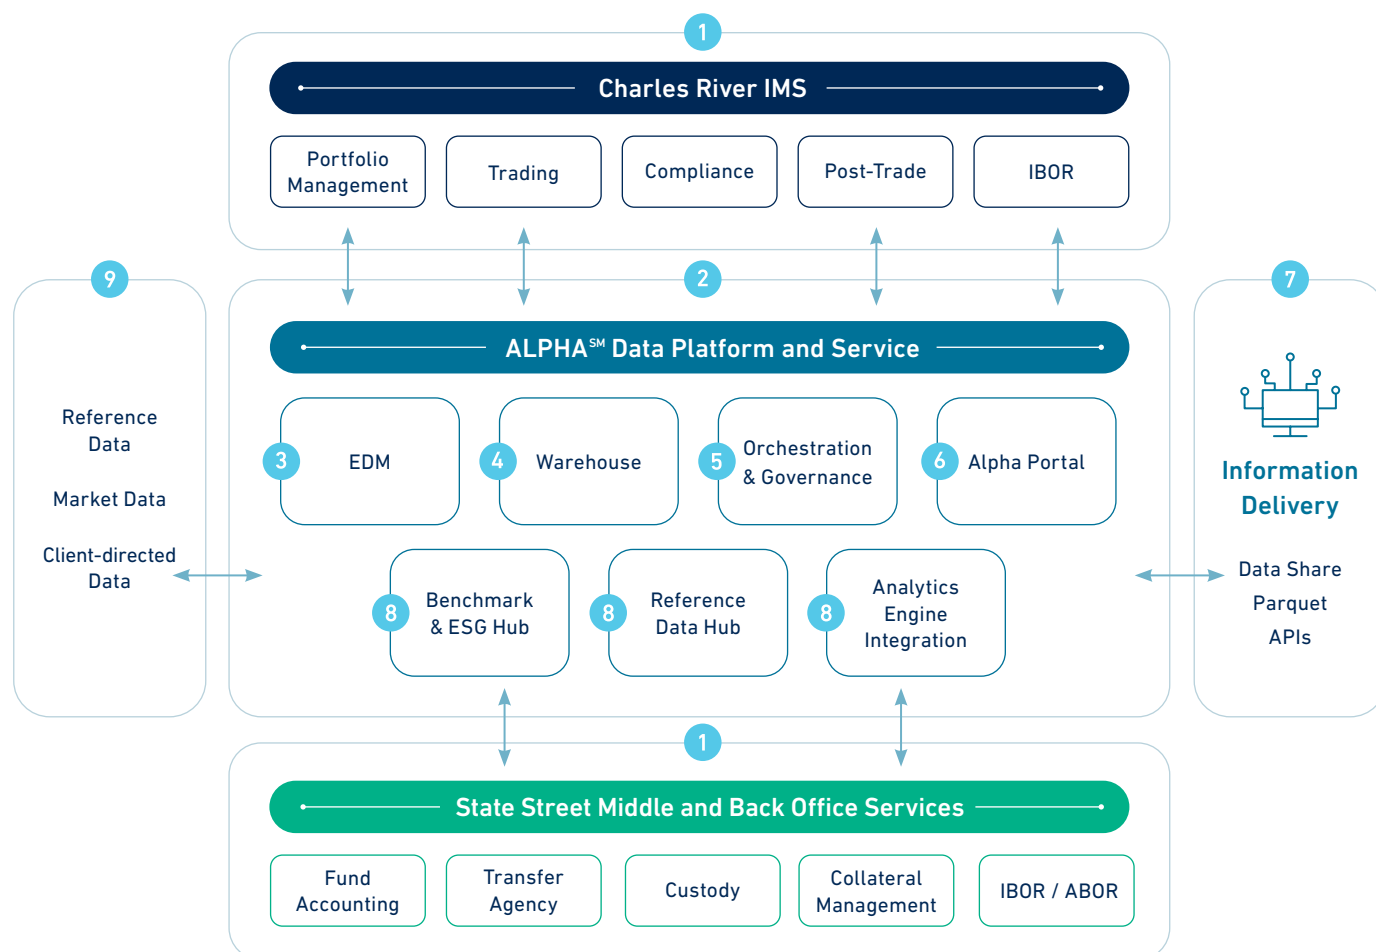 1
Charles River IMS
Portfolio
Management
Trading
Compliance
Post-Trade
IBOR
9
Reference
Data
Market Data
Client-directed
Data
2
ALPHA℠ Data Platform and Service
3
EDM
4
Warehouse
5
Orchestration
& Governance
6
Alpha Portal
8
Benchmark
& ESG Hub
8
Reference
Data Hub
8
Analytics
Engine
Integration
7
Information
Delivery
Data Share
Parquet
APIs
1
State Street Middle and Back Office Services
Fund
Accounting
Transfer
Agency
Custody
Collateral
Management
IBOR / ABOR